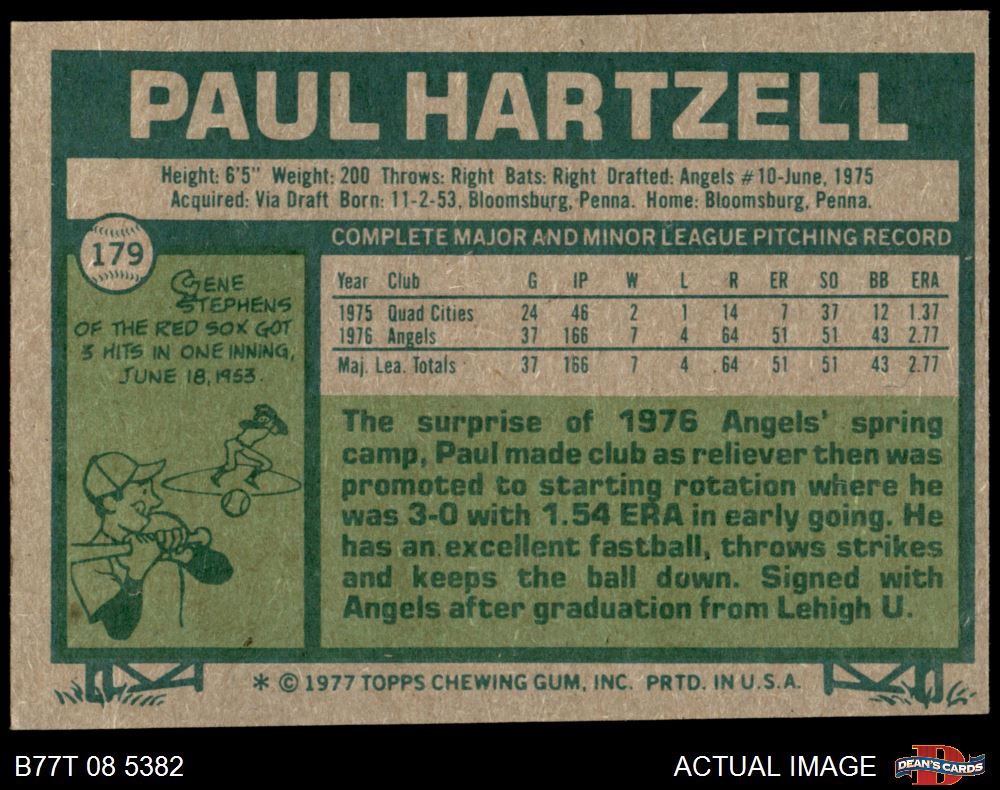 PAUL HARTZELL
Height: 6'5" Weight: 200 Throws: Right Bats: Right Drafted: Angels #10-June, 1975
Acquired: Via Draft Born: 11-2-53, Bloomsburg, Penna. Home: Bloomsburg, Penna.
179
GENE
STEPHENS
OF THE RED SOX GOT
3 HITS IN ONE INNING,
JUNE 18, 1953.
COMPLETE MAJOR AND MINOR LEAGUE PITCHING RECORD
Year Club G IP W L R ER SO BB ERA
1975 Quad Cities 24 46 2 1 14 7 37 12 1.37
1976 Angels 37 166 7 4 64 51 51 43 2.77
Maj. Lea. Totals 37 166 7 4 64 51 51 43 2.77
The surprise of 1976 Angels' spring
camp, Paul made club as reliever then was
promoted to starting rotation where he
was 3-0 with 1.54 ERA in early going. He
has an excellent fastball, throws strikes
and keeps the ball down. Signed with
Angels after graduation from Lehigh U.
* © 1977 TOPPS CHEWING GUM, INC. PRTD. IN U.S.A.
B77T 08 5382
ACTUAL IMAGE
D
DEAN'S CARDS